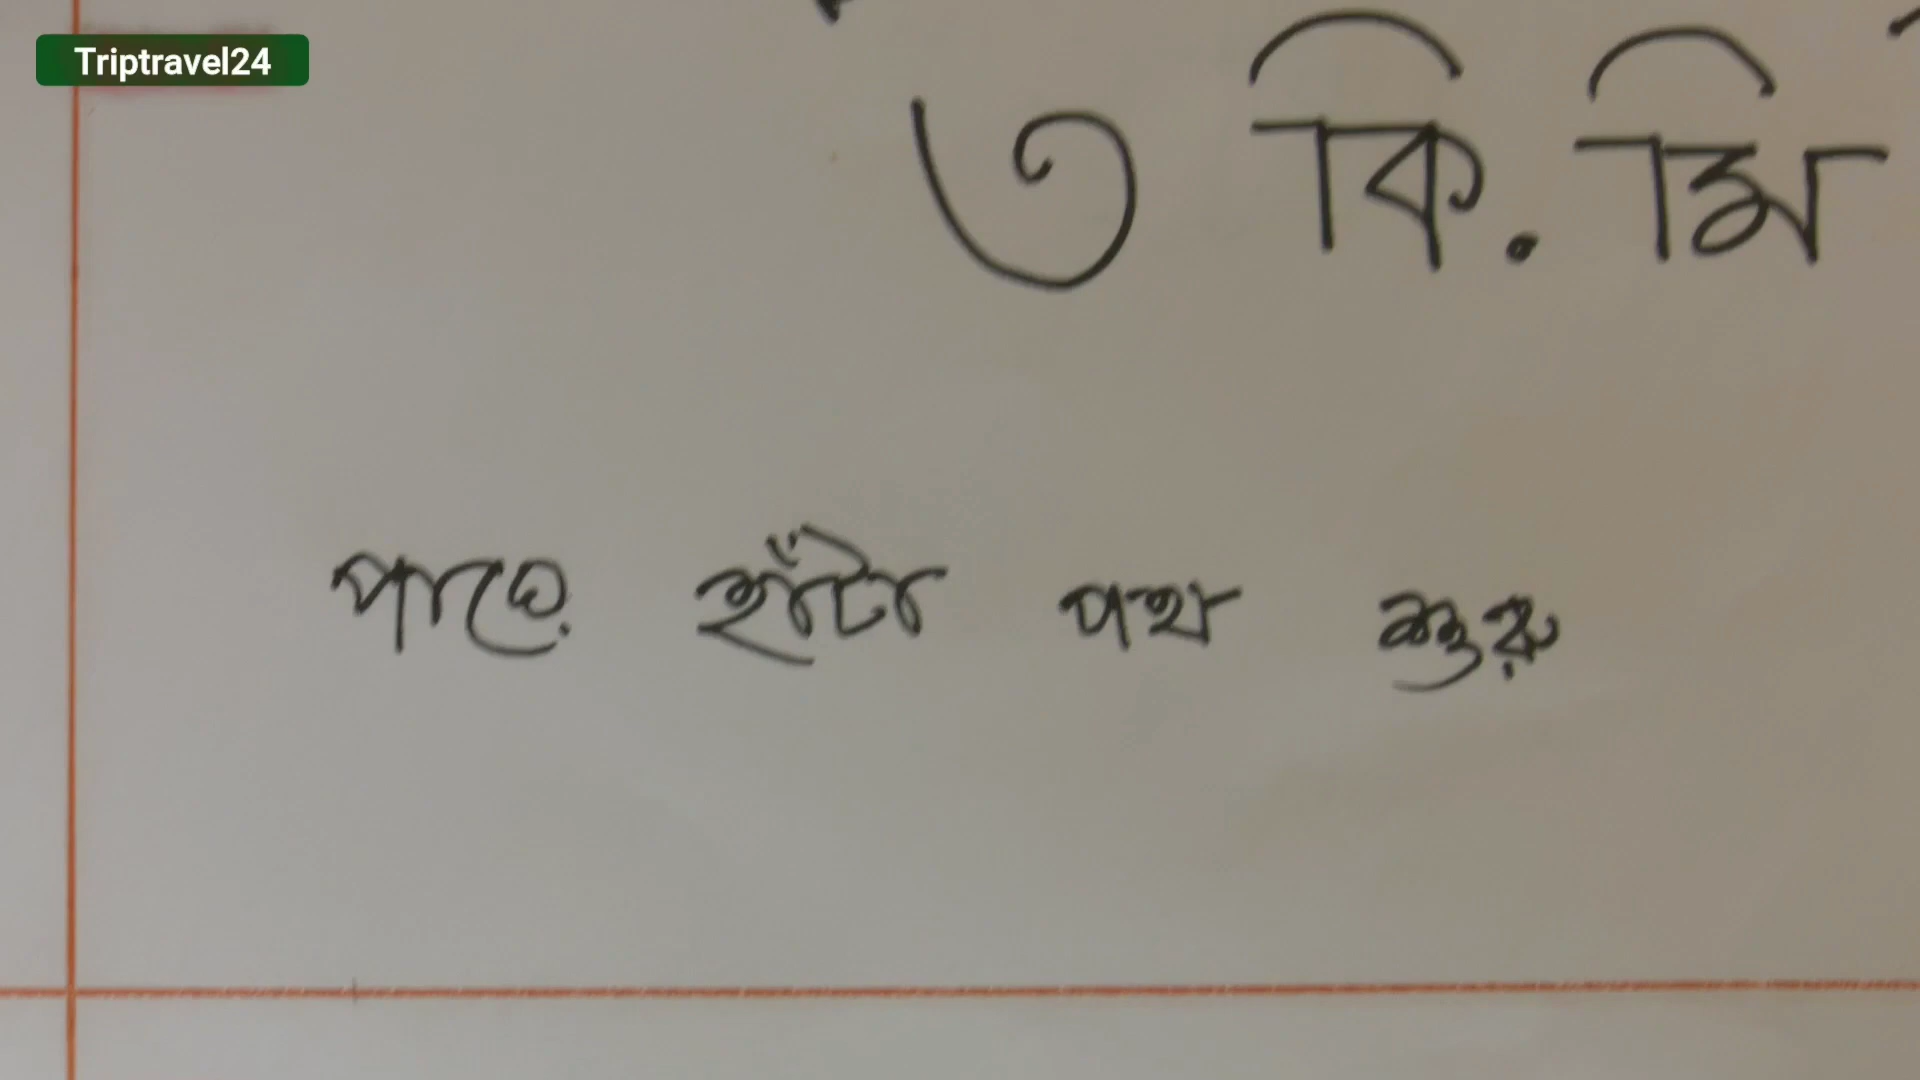 Triptravel24
৩ কি. মি
পায়ে হাঁটা পথ শুরু